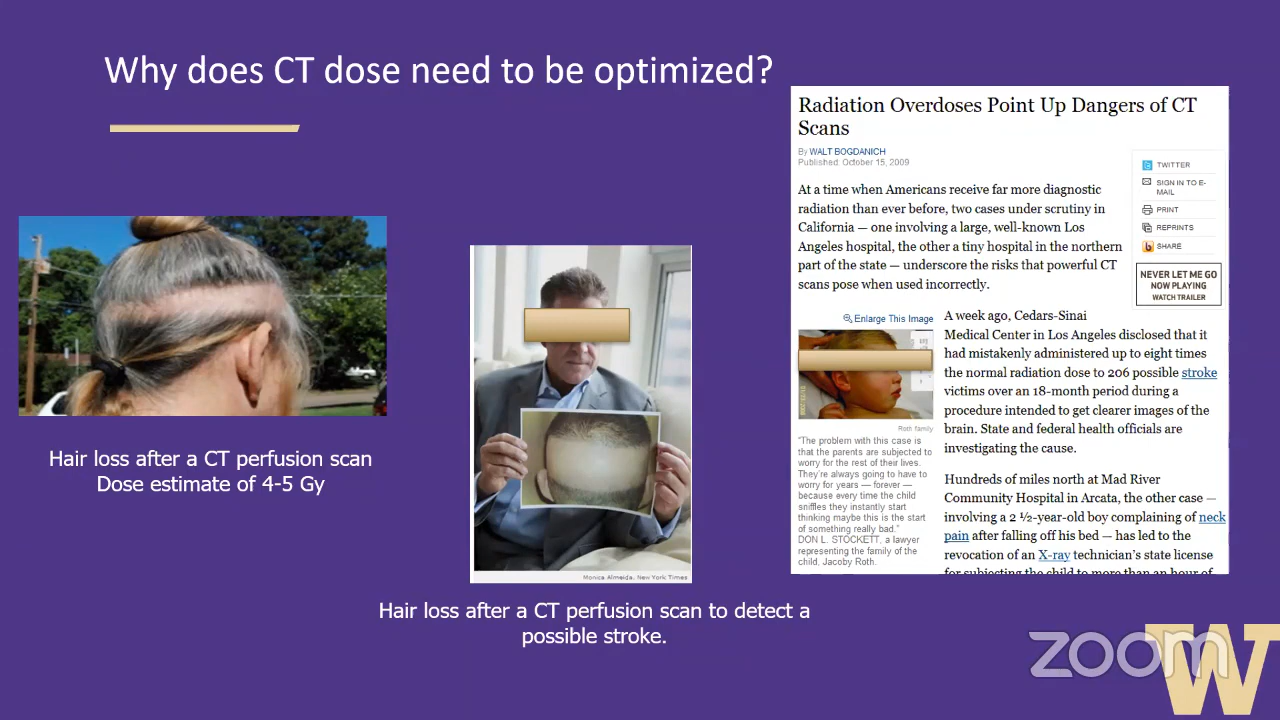 Why does CT dose need to be optimized?
Hair loss after a CT perfusion scan
Dose estimate of 4-5 Gy
Monica Almeida, New York Times
Hair loss after a CT perfusion scan to detect a
possible stroke.
Radiation Overdoses Point Up Dangers of CT
Scans
By WALT BOGDANICH
Published: October 15, 2009
At a time when Americans receive far more diagnostic
radiation than ever before, two cases under scrutiny in
California — one involving a large, well-known Los
Angeles hospital, the other a tiny hospital in the northern
part of the state — underscore the risks that powerful CT
scans pose when used incorrectly.
TWITTER
SIGN IN TO E-
MAIL
PRINT
REPRINTS
SHARE
NEVER LET ME GO
NOW PLAYING
WATCH TRAILER
Enlarge This Image
Roth Family
"The problem with this case is
that the parents are subjected to
worry for the rest of their lives.
They're always going to have to
worry for years — forever —
because every time the child
sniffles they instantly start
thinking maybe this is the start
of something really bad."
DON L. STOCKETT, a lawyer
representing the family of the
child, Jacoby Roth.
A week ago, Cedars-Sinai
Medical Center in Los Angeles disclosed that it
had mistakenly administered up to eight times
the normal radiation dose to 206 possible stroke
victims over an 18-month period during a
procedure intended to get clearer images of the
brain. State and federal health officials are
investigating the cause.
Hundreds of miles north at Mad River
Community Hospital in Arcata, the other case —
involving a 2 ½-year-old boy complaining of neck
pain after falling off his bed — has led to the
revocation of an X-ray technician's state license
for subjecting the child to more than an hour of
zoom
W